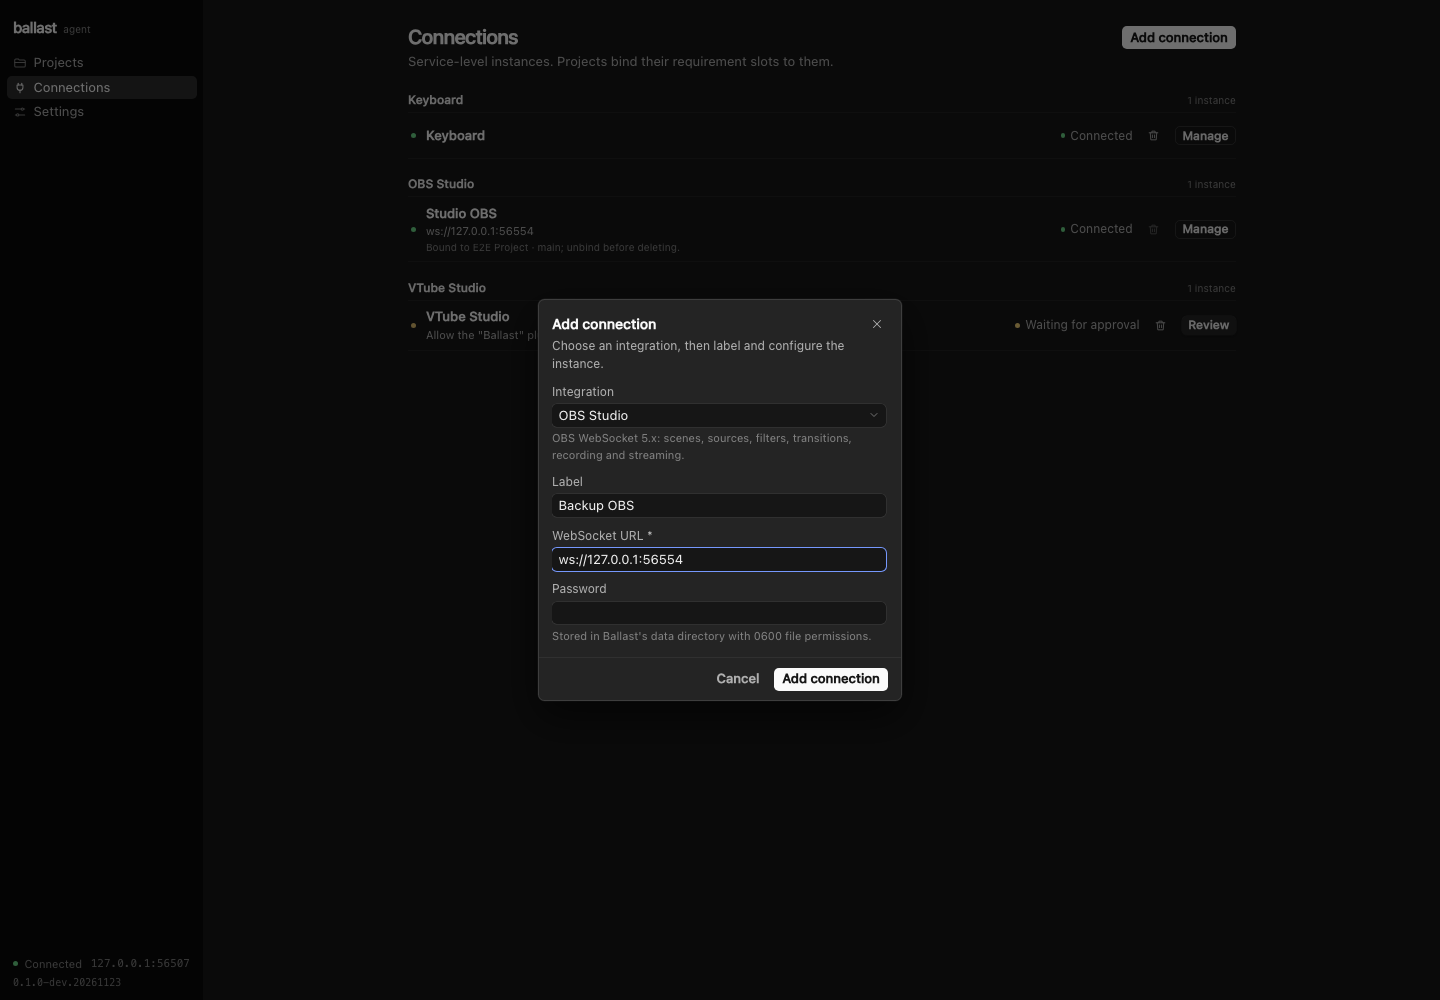 ballast agent
Projects
Connections
Settings
Connections
Add connection
Service-level instances. Projects bind their requirement slots to them.
Keyboard
1 instance
Keyboard
Connected
Manage
OBS Studio
1 instance
Studio OBS
ws://127.0.0.1:56554
Bound to E2E Project · main; unbind before deleting.
Connected
Manage
VTube Studio
1 instance
VTube Studio
Allow the "Ballast" pl
Waiting for approval
Review
Add connection
Choose an integration, then label and configure the
instance.
Integration
OBS Studio
OBS WebSocket 5.x: scenes, sources, filters, transitions,
recording and streaming.
Label
Backup OBS
WebSocket URL *
ws://127.0.0.1:56554
Password
Stored in Ballast's data directory with 0600 file permissions.
Cancel
Add connection
Connected 127.0.0.1:56507
0.1.0-dev.20261123